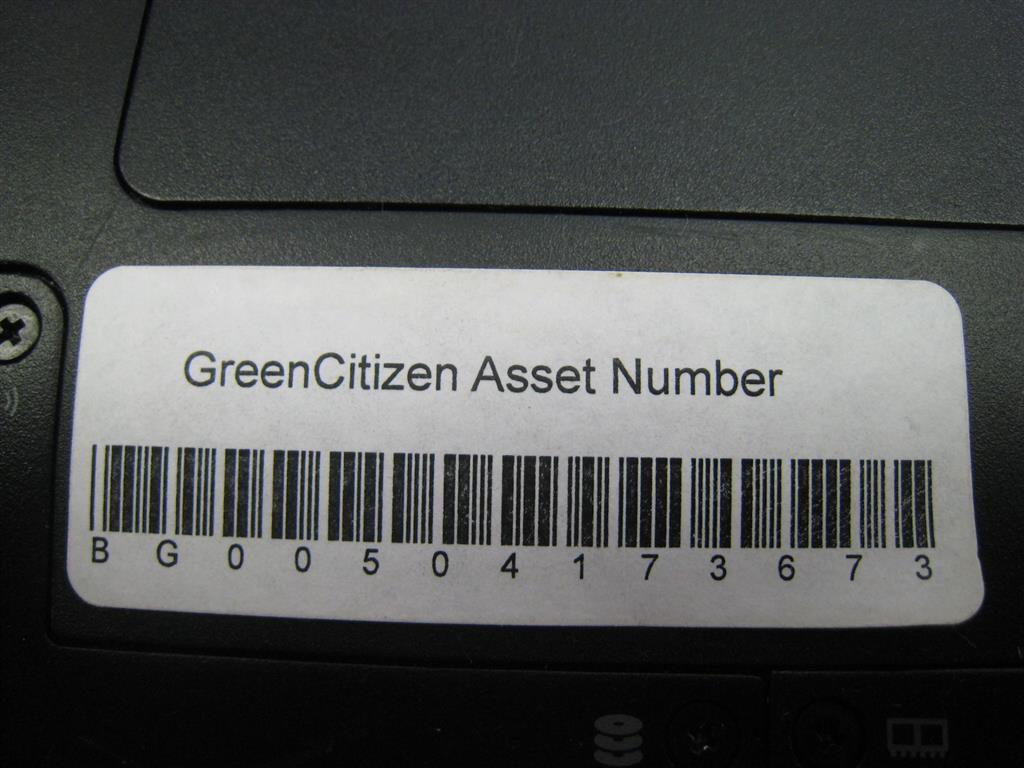 GreenCitizen Asset Number
B G 0 0 5 0 4 1 7 3 6 7 3